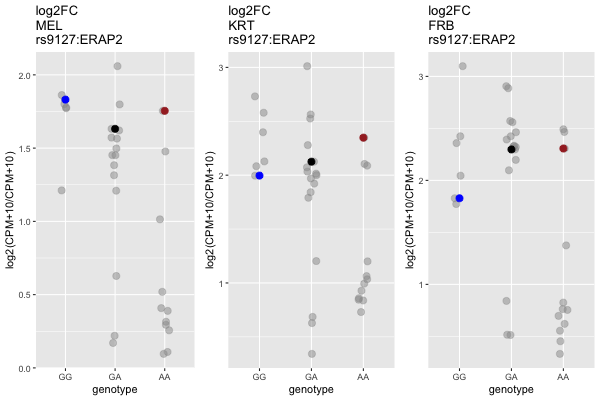 log2FC
MEL
rs9127:ERAP2
log2(CPM+10/CPM+10)
2.0
1.5
1.0
0.5
0.0
GG GA AA
genotype
log2FC
KRT
rs9127:ERAP2
log2(CPM+10/CPM+10)
3
2
1
GG GA AA
genotype
log2FC
FRB
rs9127:ERAP2
log2(CPM+10/CPM+10)
3
2
1
GG GA AA
genotype